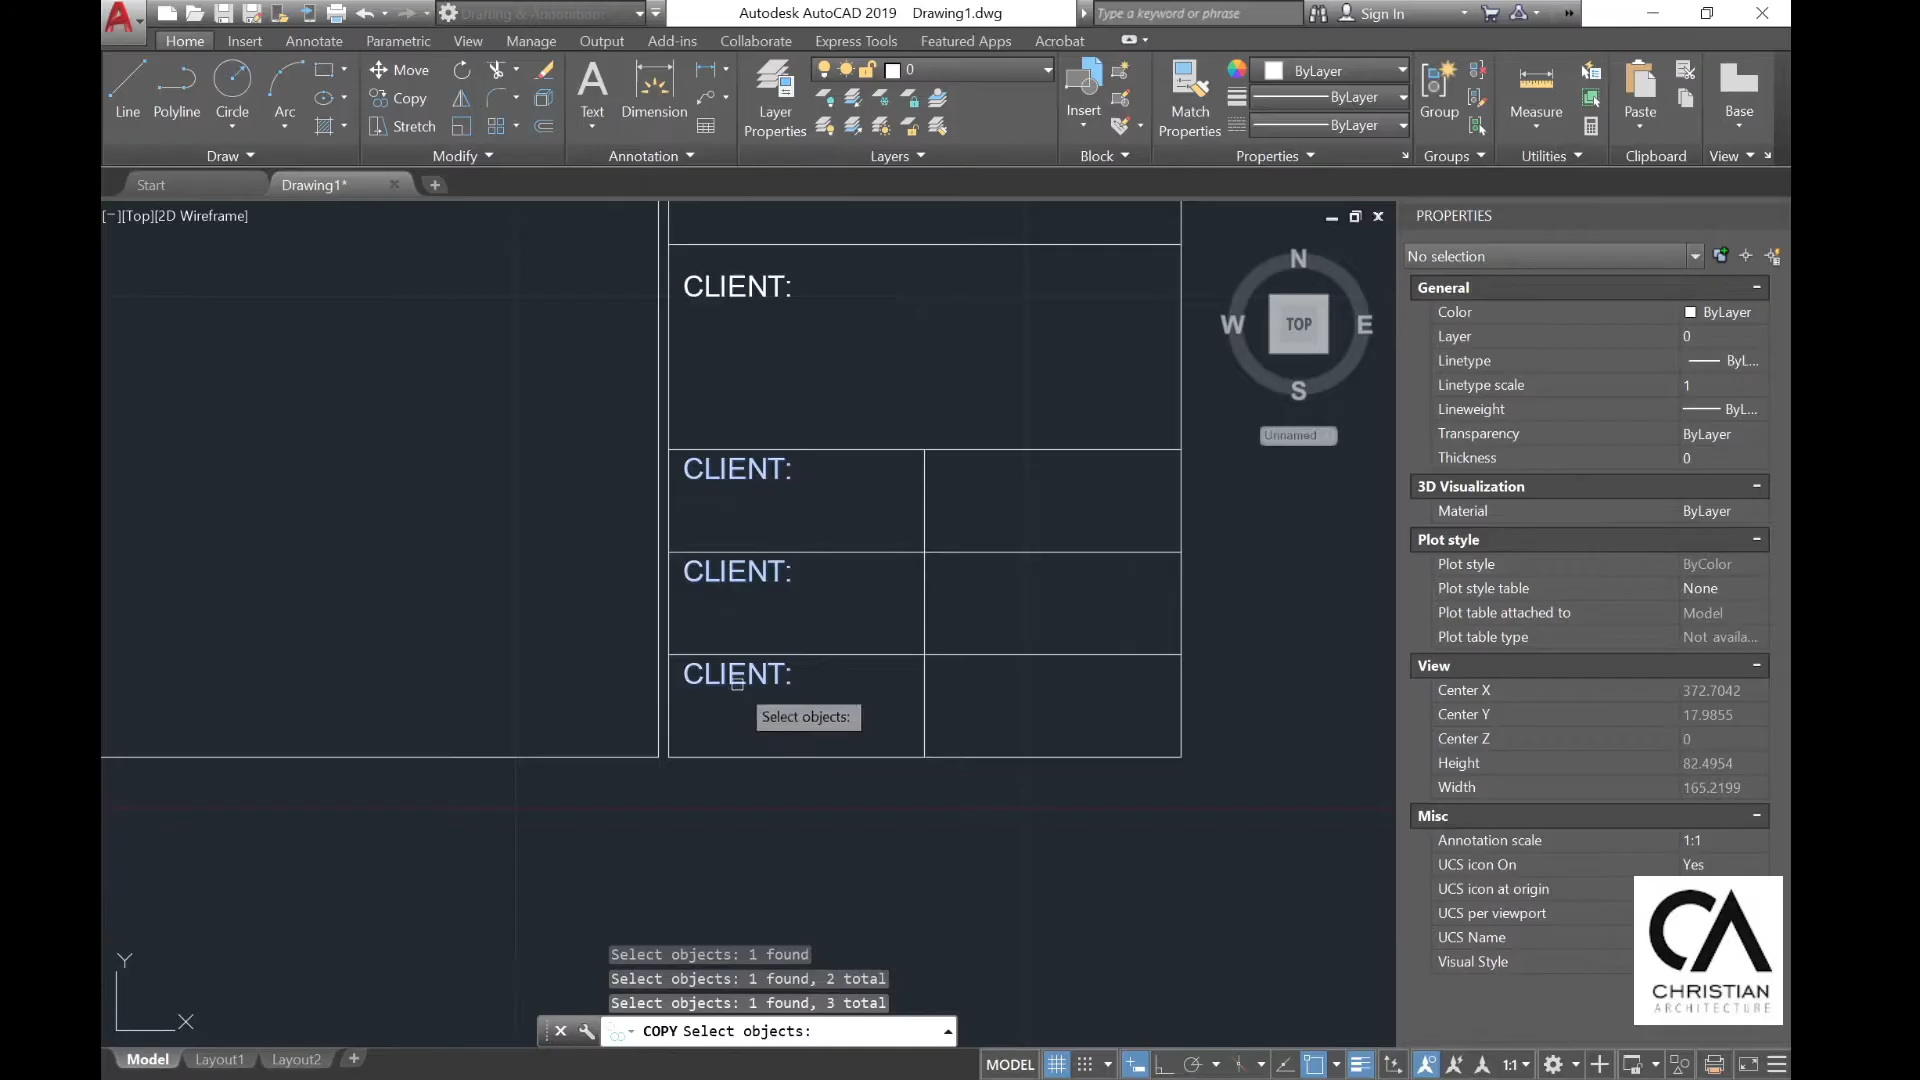 Drafting & Annotation
Autodesk AutoCAD 2019 Drawing1.dwg
Type a keyword or phrase
Sign In
Home Insert Annotate Parametric View Manage Output Add-ins Collaborate Express Tools Featured Apps Acrobat
Line Polyline Circle Arc
Move
Copy
Stretch
Text Dimension
Layer Properties
0
Insert
Match Properties
ByLayer
ByLayer
ByLayer
Group
Measure
Paste
Base
Draw Modify Annotation Layers Block Properties Groups Utilities Clipboard View
Start Drawing1*
[−][Top][2D Wireframe]
CLIENT:
CLIENT:
CLIENT:
CLIENT:
Select objects:
N
W TOP E
S
Unnamed
PROPERTIES
No selection
General
Color ByLayer
Layer 0
Linetype ByL...
Linetype scale 1
Lineweight ByL...
Transparency ByLayer
Thickness 0
3D Visualization
Material ByLayer
Plot style
Plot style ByColor
Plot style table None
Plot table attached to Model
Plot table type Not availa...
View
Center X 372.7042
Center Y 17.9855
Center Z 0
Height 82.4954
Width 165.2199
Misc
Annotation scale 1:1
UCS icon On Yes
UCS icon at origin
UCS per viewport
UCS Name
Visual Style
CA
CHRISTIAN
ARCHITECTURE
Y
X
Select objects: 1 found
Select objects: 1 found, 2 total
Select objects: 1 found, 3 total
COPY Select objects:
Model Layout1 Layout2
MODEL 1:1